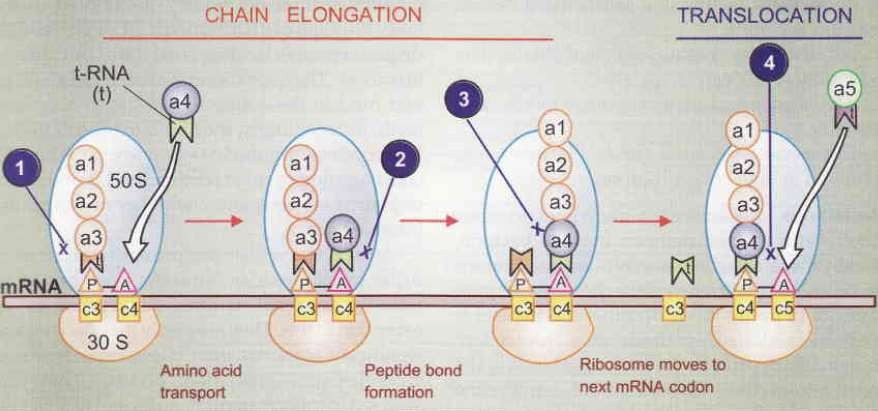 CHAIN ELONGATION
TRANSLOCATION
t-RNA
(t)
a4
1
a1
a2
a3
50S
t
P
A
mRNA
c3
c4
30 S
Amino acid
transport
2
a1
a2
a3
a4
P
A
c3
c4
Peptide bond
formation
3
a1
a2
a3
a4
P
A
c3
c4
Ribosome moves to
next mRNA codon
t
c3
4
a5
t
a1
a2
a3
a4
P
A
c4
c5